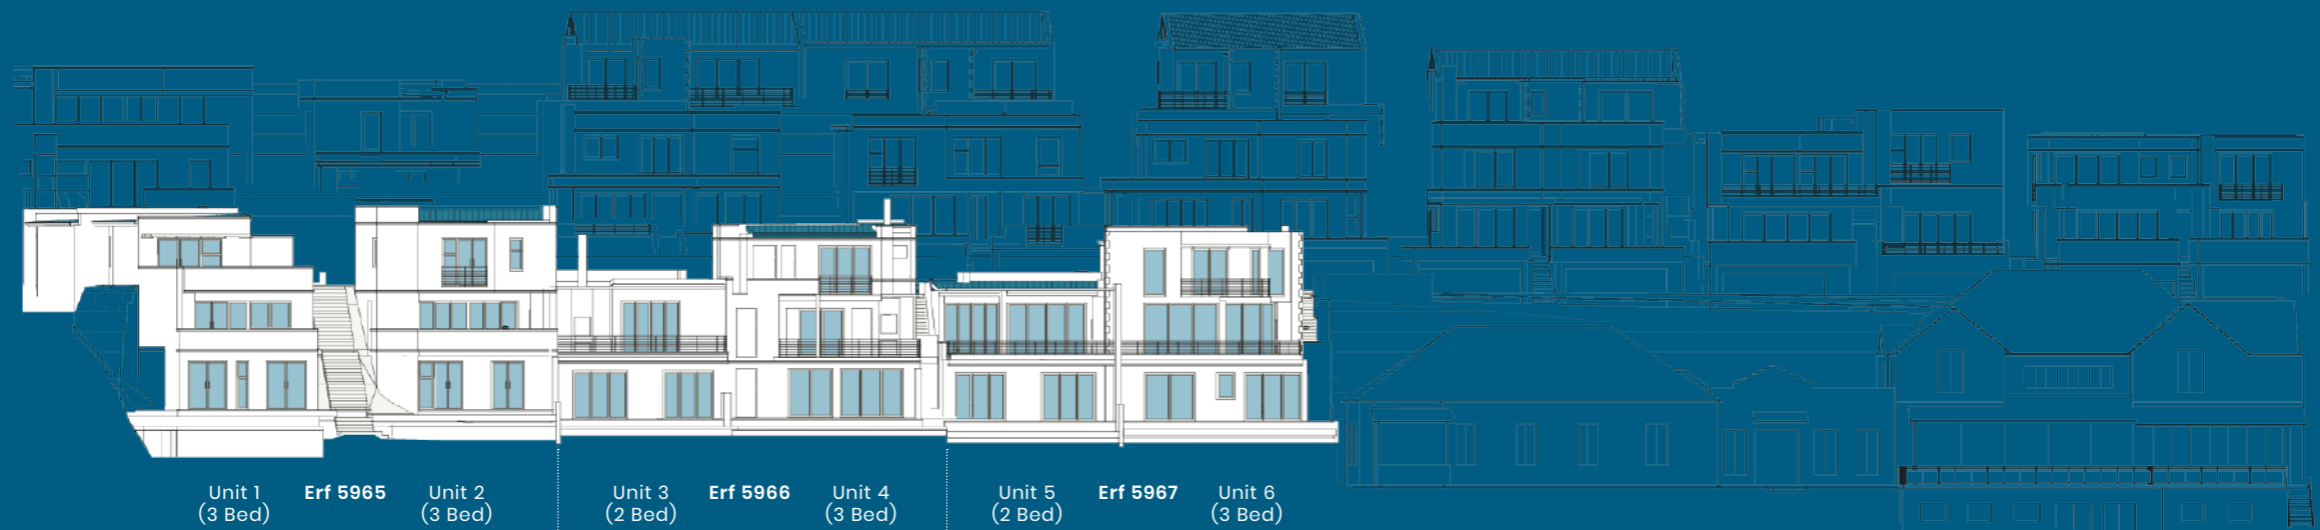 Unit 1 Erf 5965 Unit 2 Unit 3 Erf 5966 Unit 4 Unit 5 Erf 5967 Unit 6
(3 Bed) (3 Bed) (2 Bed) (3 Bed) (2 Bed) (3 Bed)